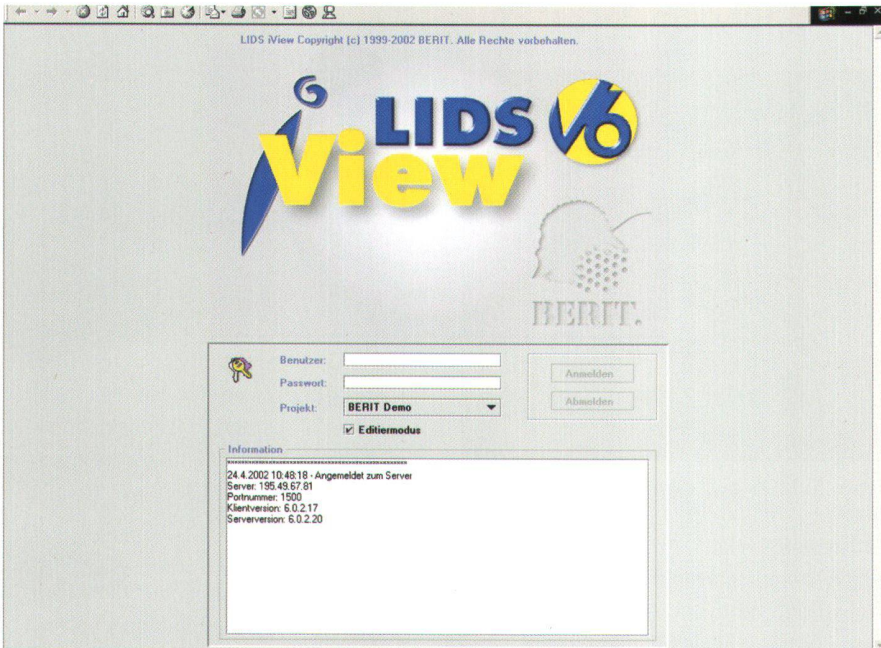 LIDS iView Copyright (c) 1999-2002 BERIT. Alle Rechte vorbehalten.
LIDS V6
iView
BERIT.
Benutzer:
Passwort:
Projekt: BERIT Demo
Editiermodus
Anmelden
Abmelden
Information
24.4.2002 10:48:18 - Angemeldet zum Server
Server: 195.49.67.81
Portnummer: 1500
Klientversion: 6.0.2.17
Serverversion: 6.0.2.20